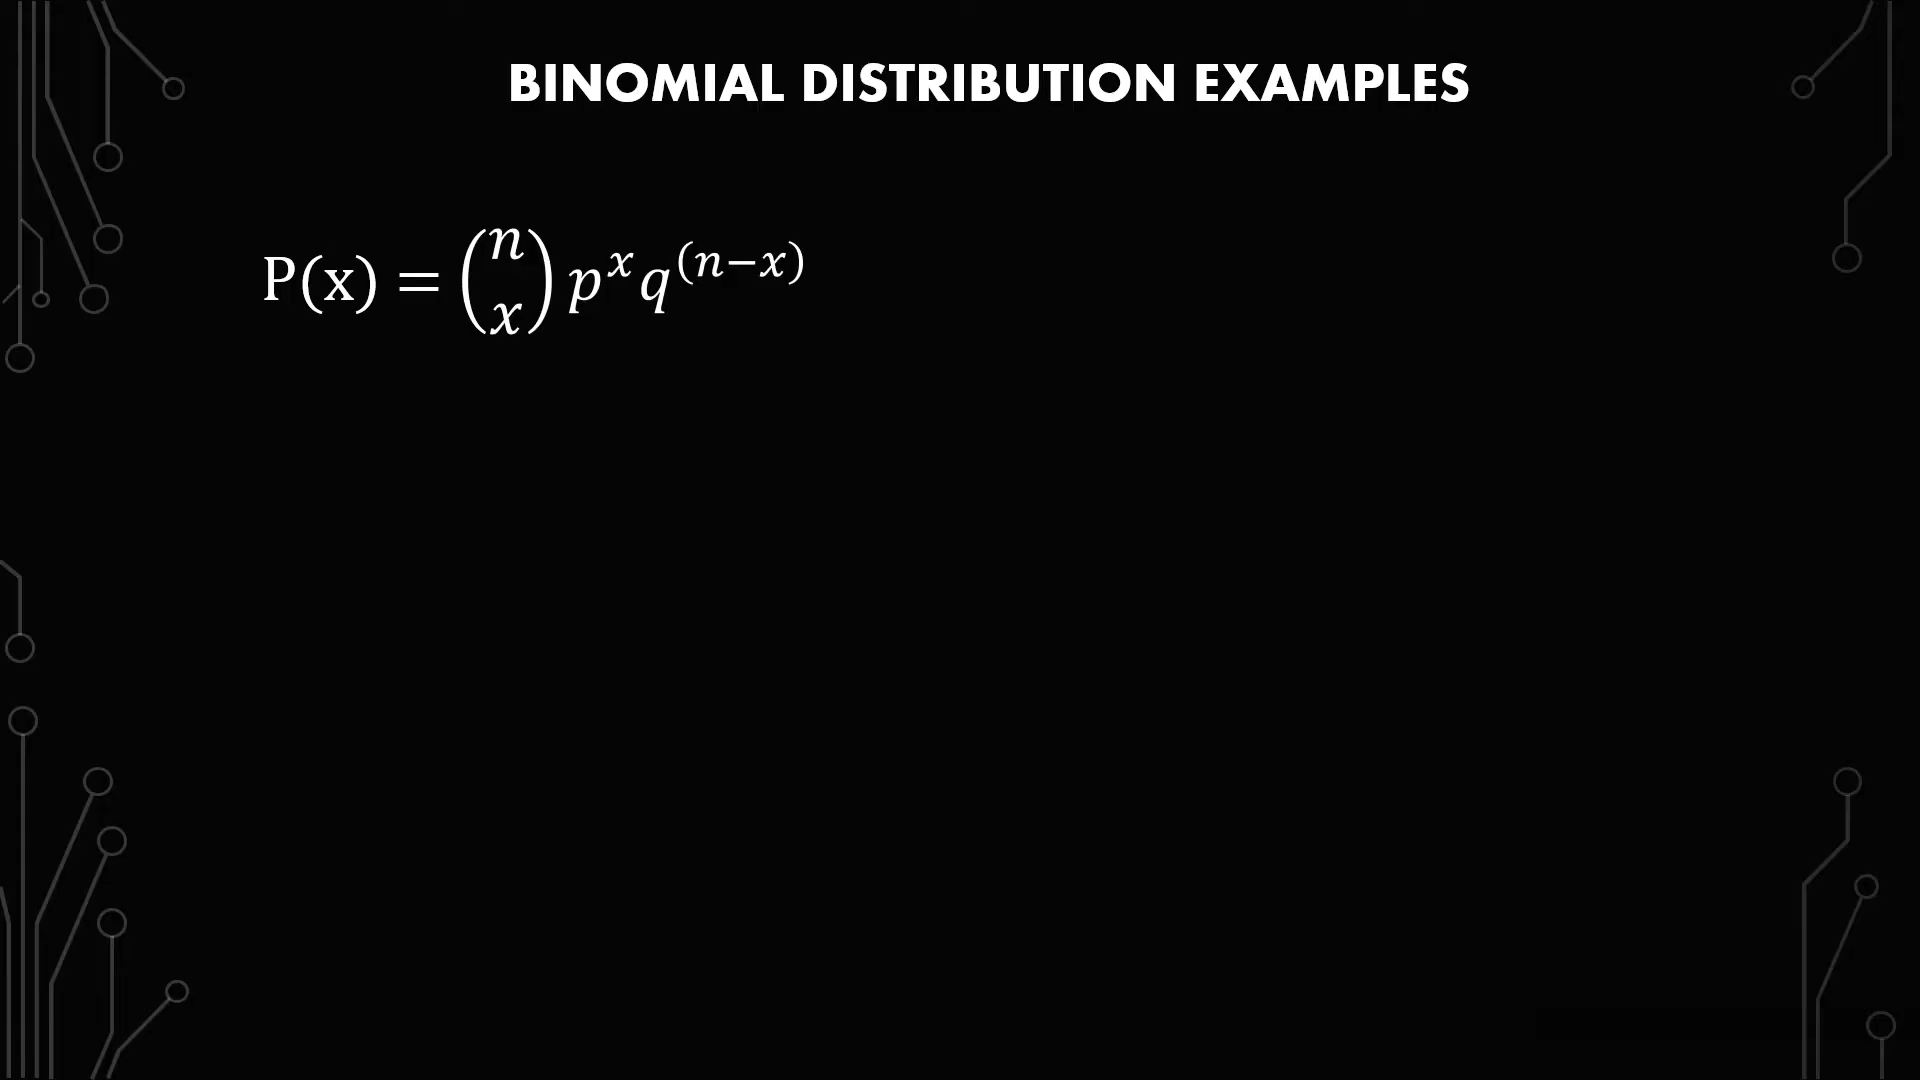 BINOMIAL DISTRIBUTION EXAMPLES
P(x) = (n x) p^x q^(n−x)